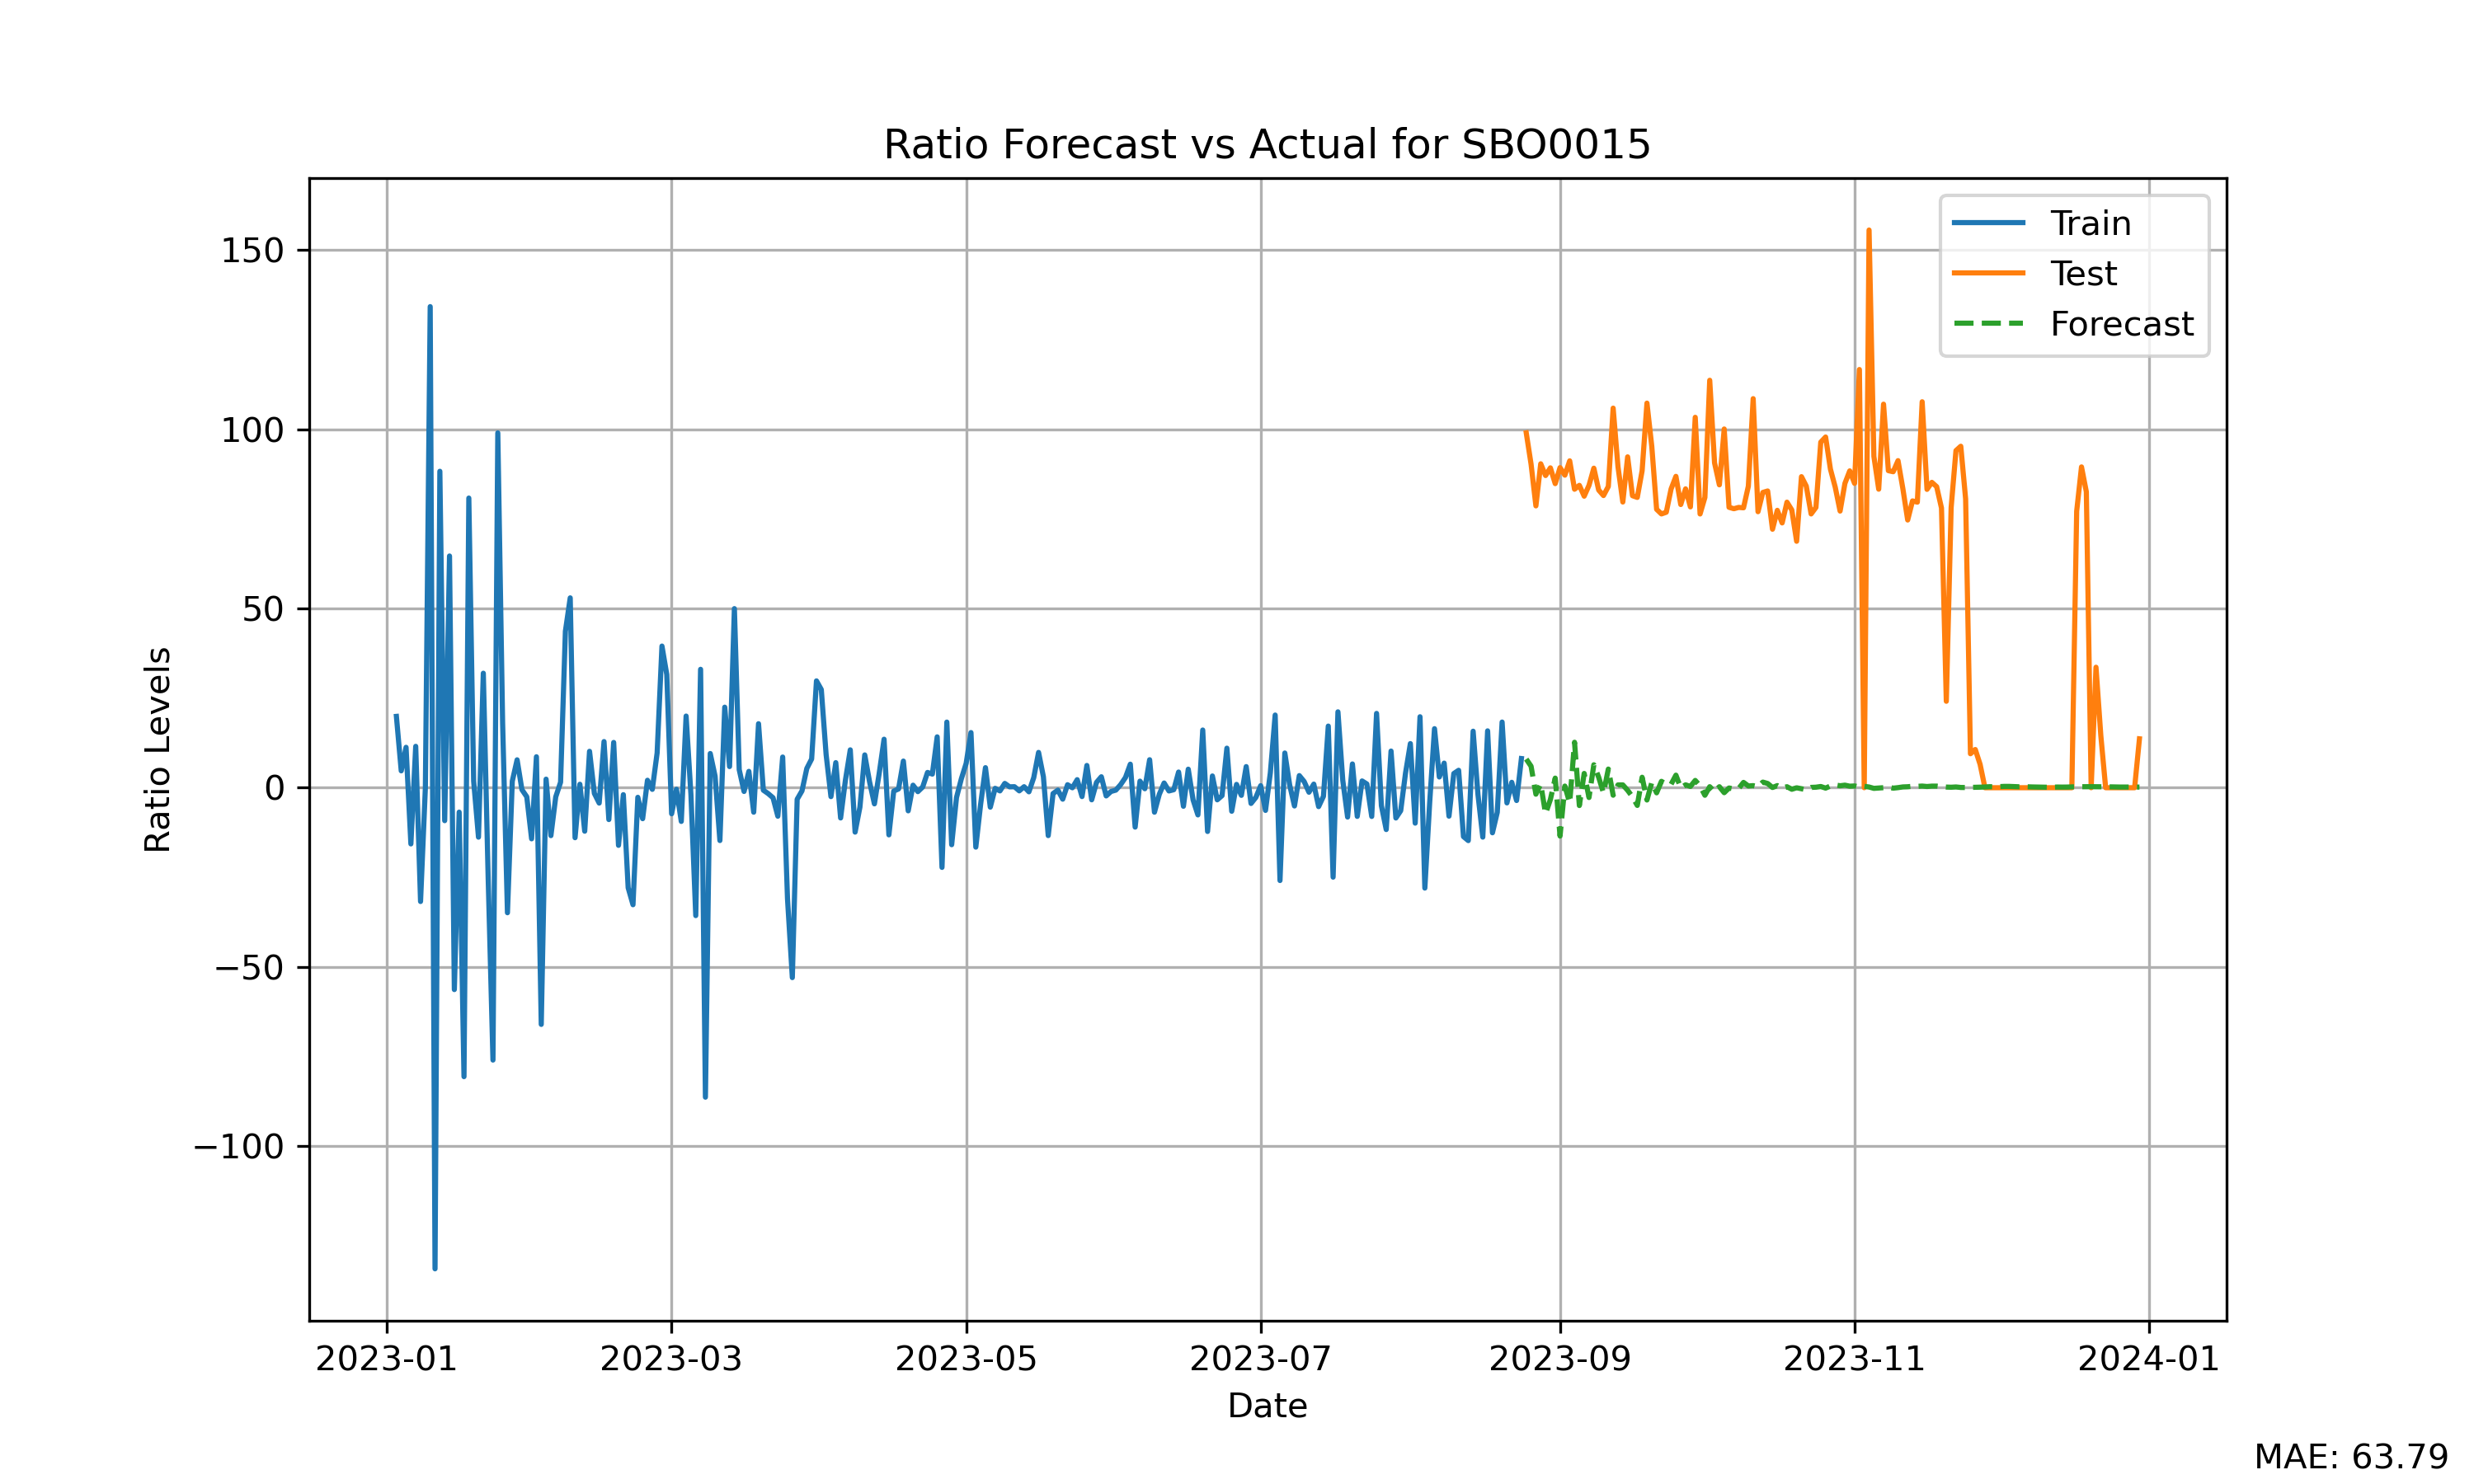 Ratio Forecast vs Actual for SBO0015
Train
Test
Forecast
150
100
50
0
−50
−100
Ratio Levels
2023-01
2023-03
2023-05
2023-07
2023-09
2023-11
2024-01
Date
MAE: 63.79